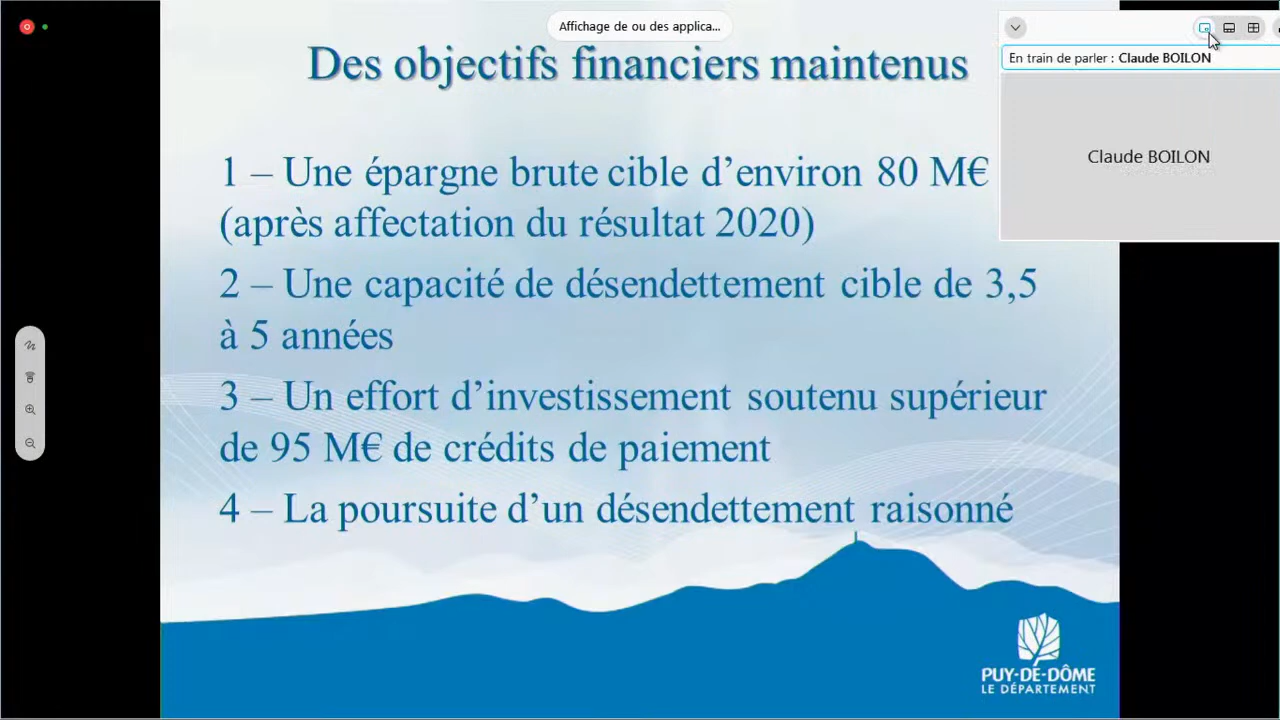 Affichage de ou des applica...
Des objectifs financiers maintenus
En train de parler : Claude BOILON
Claude BOILON
1 – Une épargne brute cible d’environ 80 M€
(après affectation du résultat 2020)
2 – Une capacité de désendettement cible de 3,5
à 5 années
3 – Un effort d’investissement soutenu supérieur
de 95 M€ de crédits de paiement
4 – La poursuite d’un désendettement raisonné
PUY-DE-DÔME
LE DÉPARTEMENT